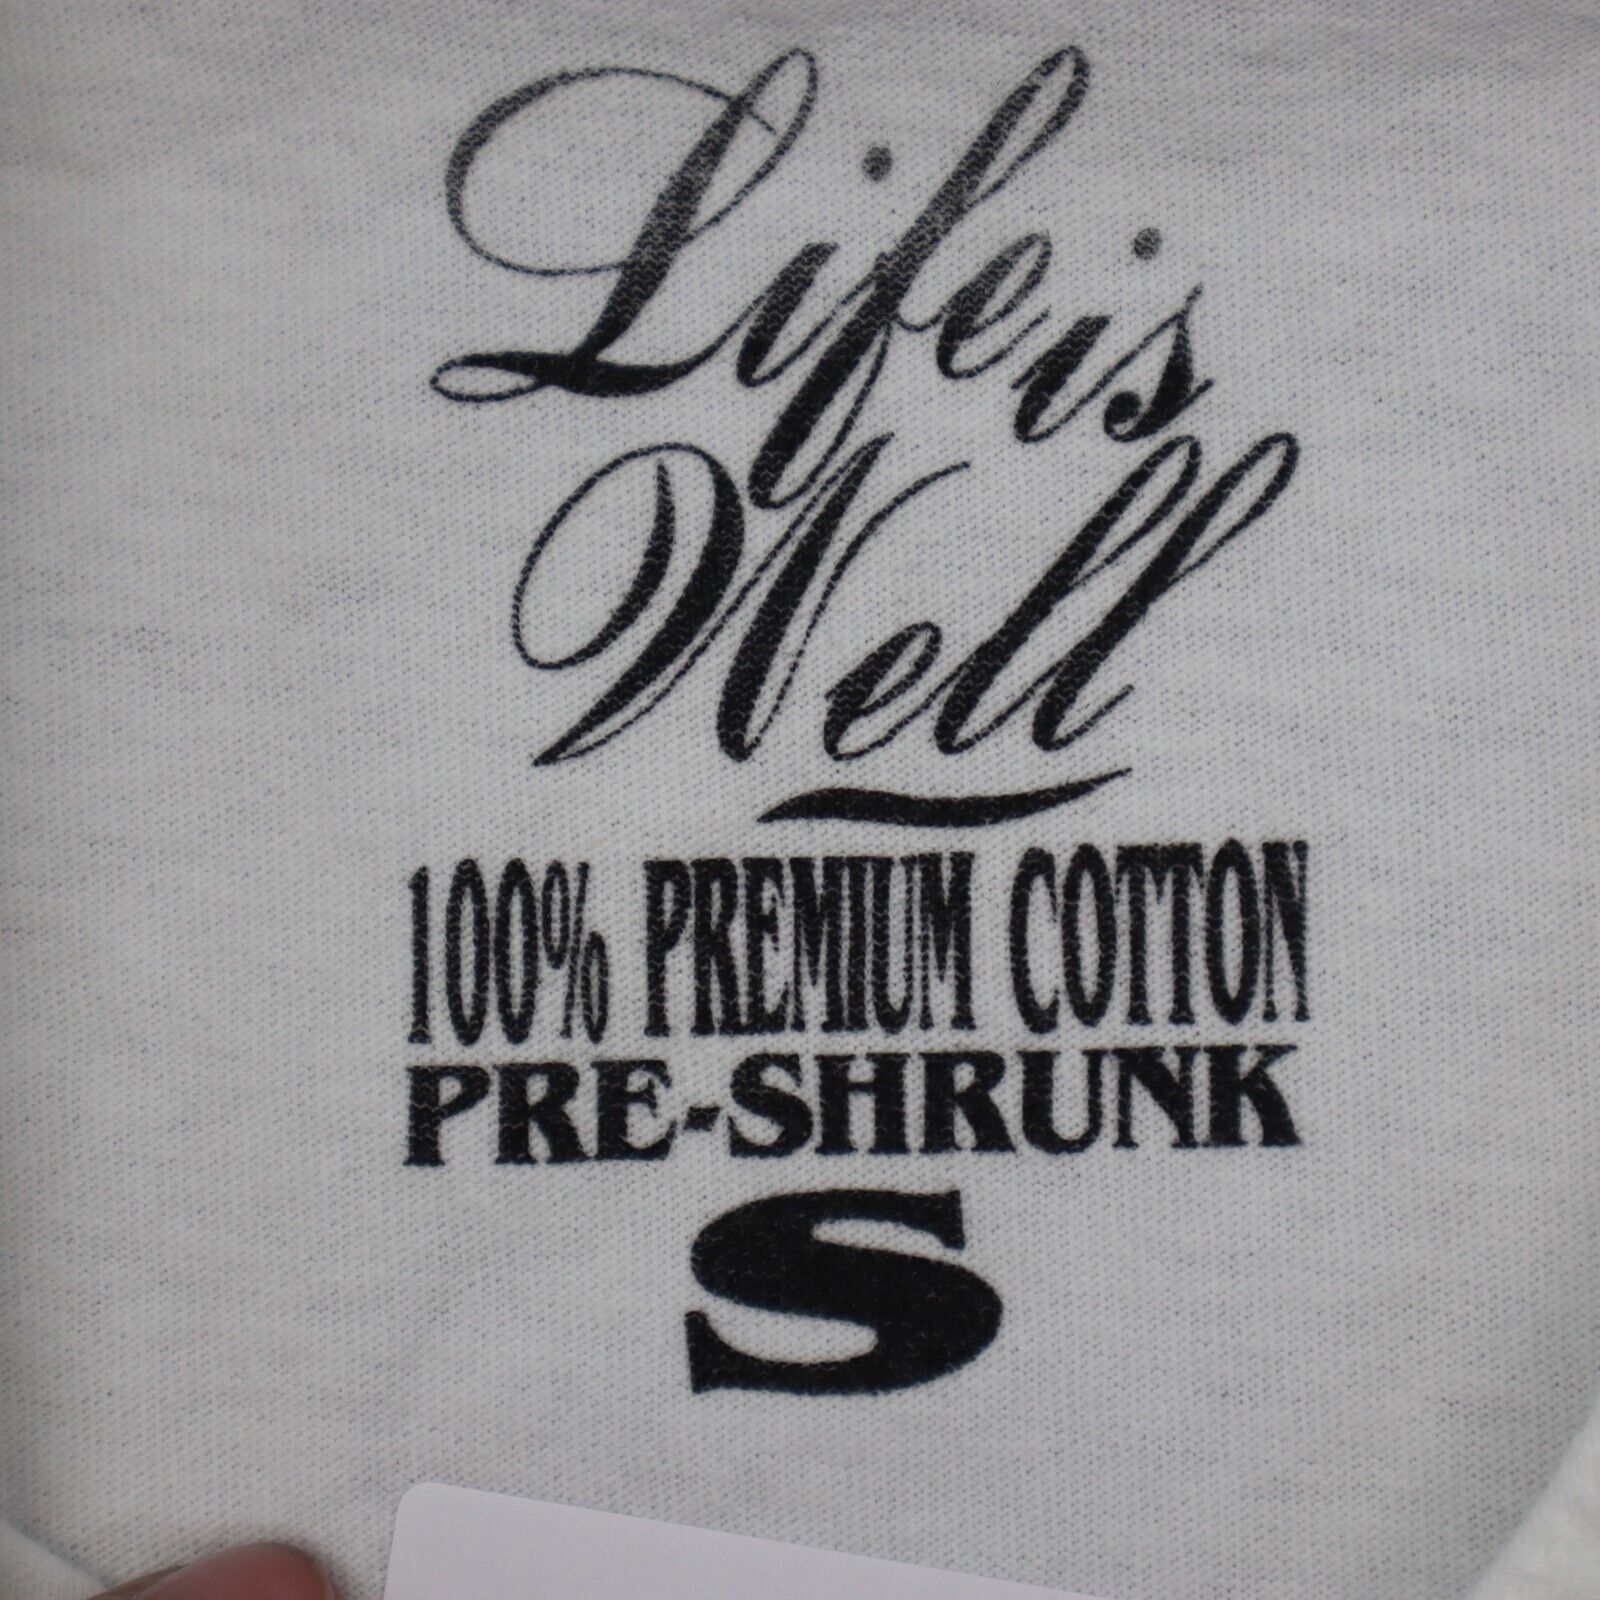 Life is
Well
100% PREMIUM COTTON
PRE-SHRUNK
S